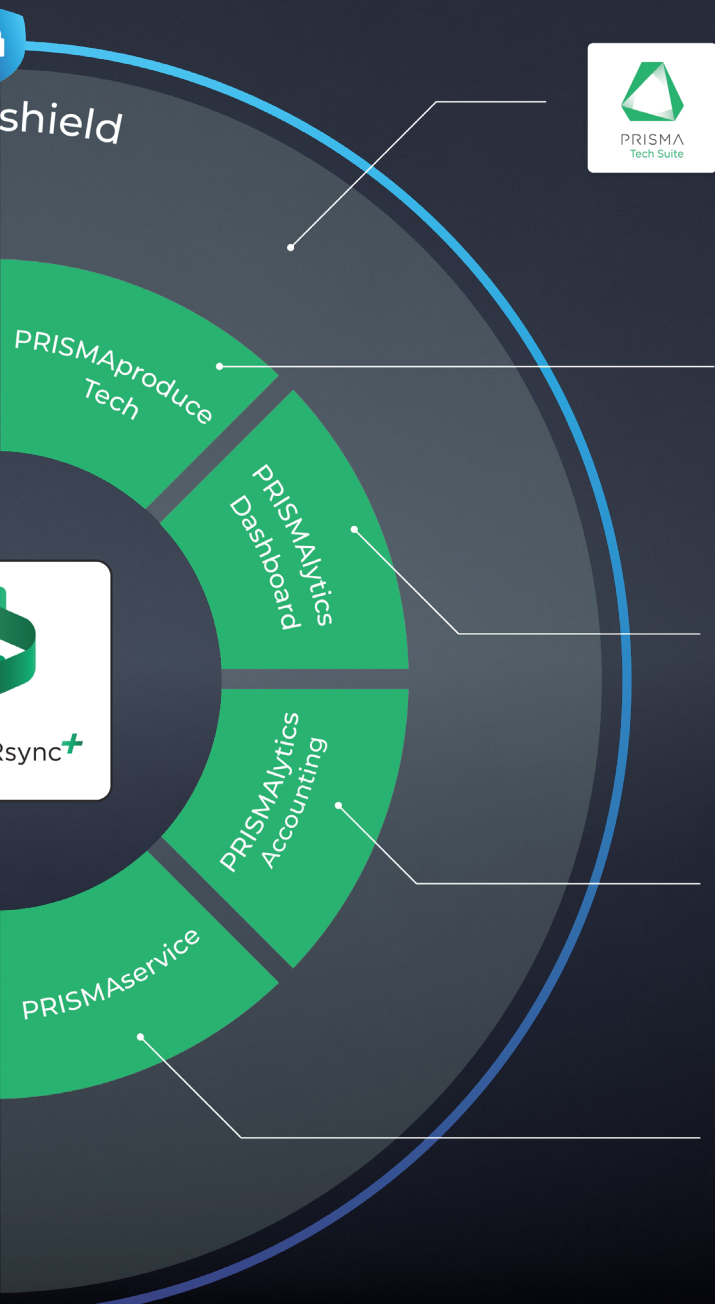 shield
PRISMA
Tech Suite
PRISMAproduce
Tech
PRISMAlytics
Dashboard
Rsync+
PRISMAlytics
Accounting
PRISMAservice